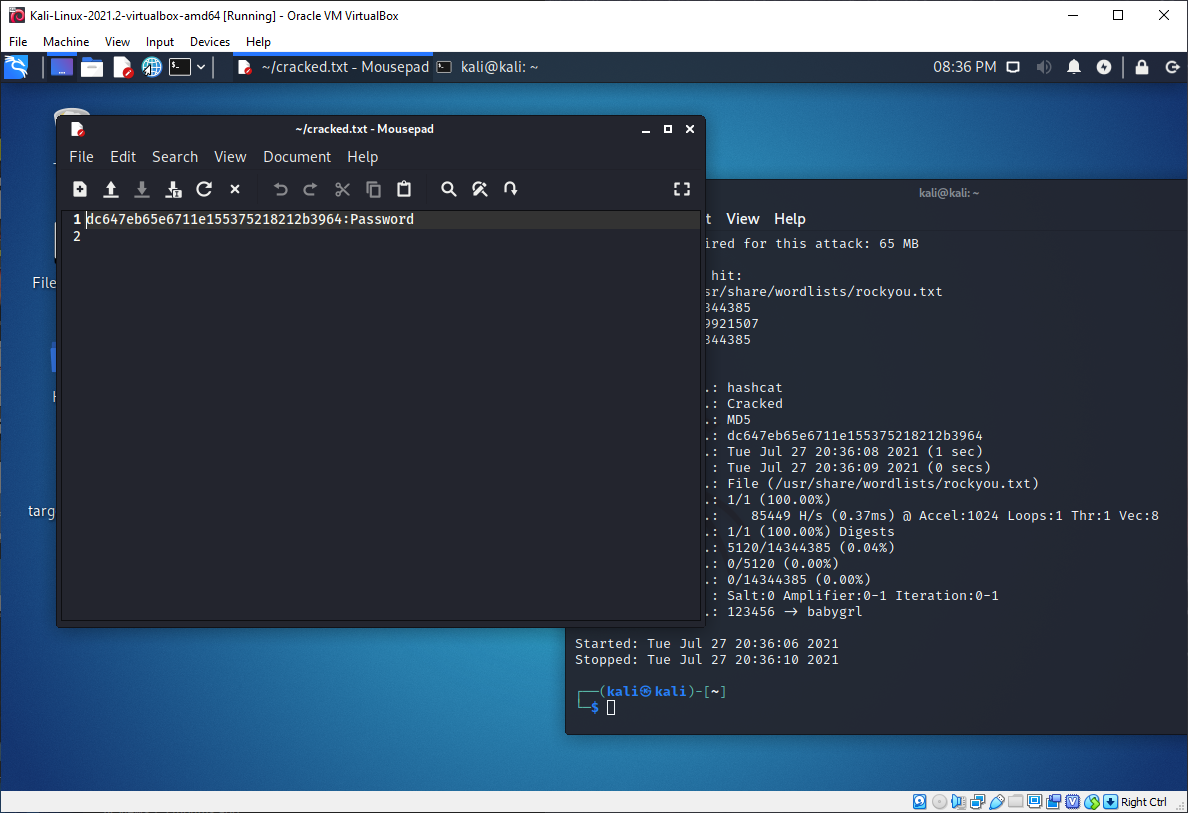 Kali-Linux-2021.2-virtualbox-amd64 [Running] - Oracle VM VirtualBox
File Machine View Input Devices Help
~/cracked.txt - Mousepad
kali@kali: ~
08:36 PM
~/cracked.txt - Mousepad
File Edit Search View Document Help
1 dc647eb65e6711e155375218212b3964:Password
2
File
targ
kali@kali: ~
t View Help
ired for this attack: 65 MB
hit:
sr/share/wordlists/rockyou.txt
344385
9921507
344385
.: hashcat
.: Cracked
.: MD5
.: dc647eb65e6711e155375218212b3964
.: Tue Jul 27 20:36:08 2021 (1 sec)
.: Tue Jul 27 20:36:09 2021 (0 secs)
.: File (/usr/share/wordlists/rockyou.txt)
.: 1/1 (100.00%)
.: 85449 H/s (0.37ms) @ Accel:1024 Loops:1 Thr:1 Vec:8
.: 1/1 (100.00%) Digests
.: 5120/14344385 (0.04%)
.: 0/5120 (0.00%)
.: 0/14344385 (0.00%)
: Salt:0 Amplifier:0-1 Iteration:0-1
.: 123456 -> babygrl
Started: Tue Jul 27 20:36:06 2021
Stopped: Tue Jul 27 20:36:10 2021
┌──(kali㉿kali)-[~]
└─$
Right Ctrl